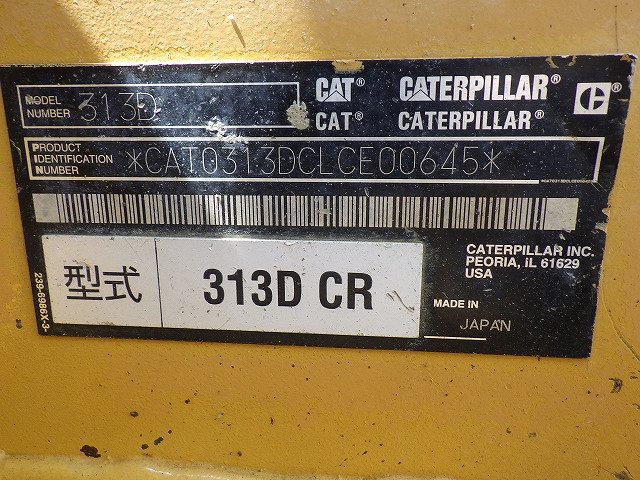 MODEL NUMBER 313D
CAT® CATERPILLAR®
CAT® CATERPILLAR®
PRODUCT IDENTIFICATION NUMBER *CAT0313DCLCE00645*
*CAT0313DCLCE00645*
型式 313D CR
CATERPILLAR INC.
PEORIA, IL 61629
USA
MADE IN JAPAN
239-6986X-3-